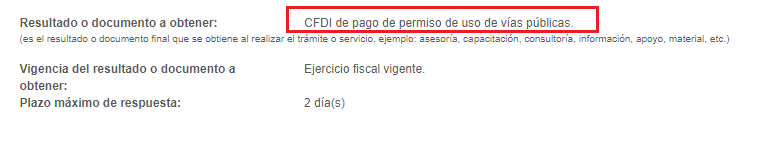 Resultado o documento a obtener: CFDI de pago de permiso de uso de vías públicas.
(es el resultado o documento final que se obtiene al realizar el trámite o servicio, ejemplo: asesoría, capacitación, consultoría, información, apoyo, material, etc.)
Vigencia del resultado o documento a obtener: Ejercicio fiscal vigente.
Plazo máximo de respuesta: 2 día(s)